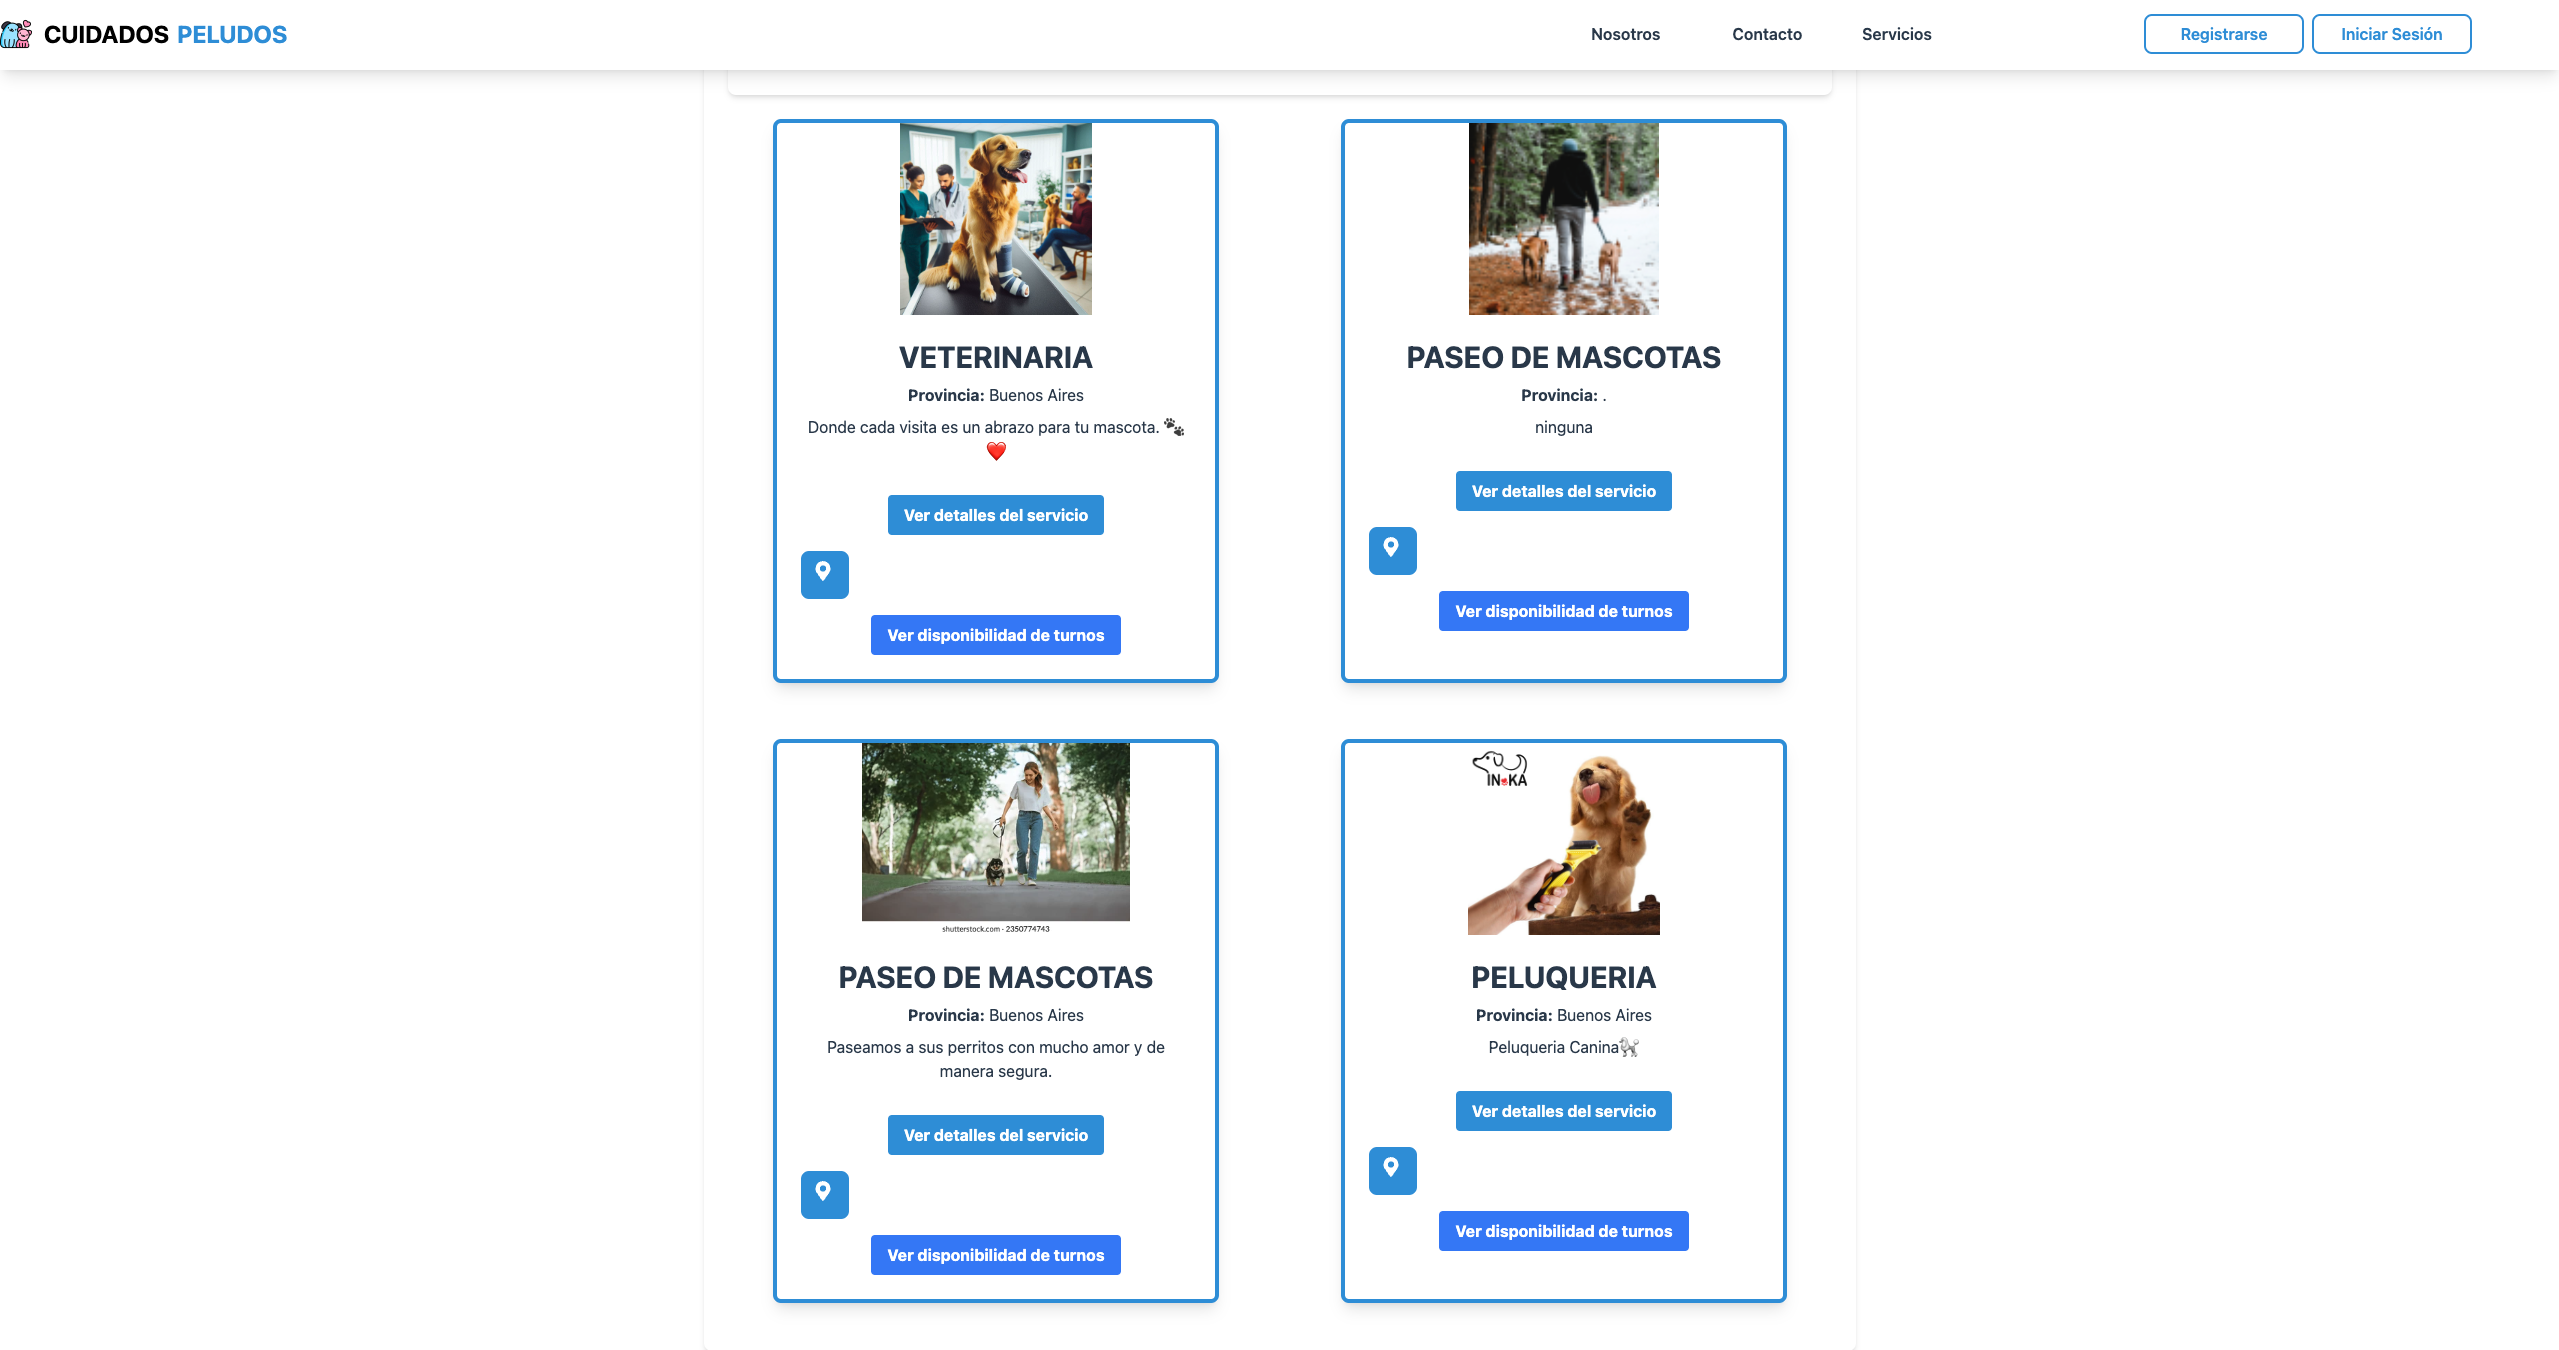 CUIDADOS PELUDOS
Nosotros
Contacto
Servicios
Registrarse
Iniciar Sesión
VETERINARIA
Provincia: Buenos Aires
Donde cada visita es un abrazo para tu mascota. 🐾
❤️
Ver detalles del servicio
Ver disponibilidad de turnos
PASEO DE MASCOTAS
Provincia: .
ninguna
Ver detalles del servicio
Ver disponibilidad de turnos
shutterstock.com · 2350774743
PASEO DE MASCOTAS
Provincia: Buenos Aires
Paseamos a sus perritos con mucho amor y de
manera segura.
Ver detalles del servicio
Ver disponibilidad de turnos
INKA
PELUQUERIA
Provincia: Buenos Aires
Peluqueria Canina🐩
Ver detalles del servicio
Ver disponibilidad de turnos